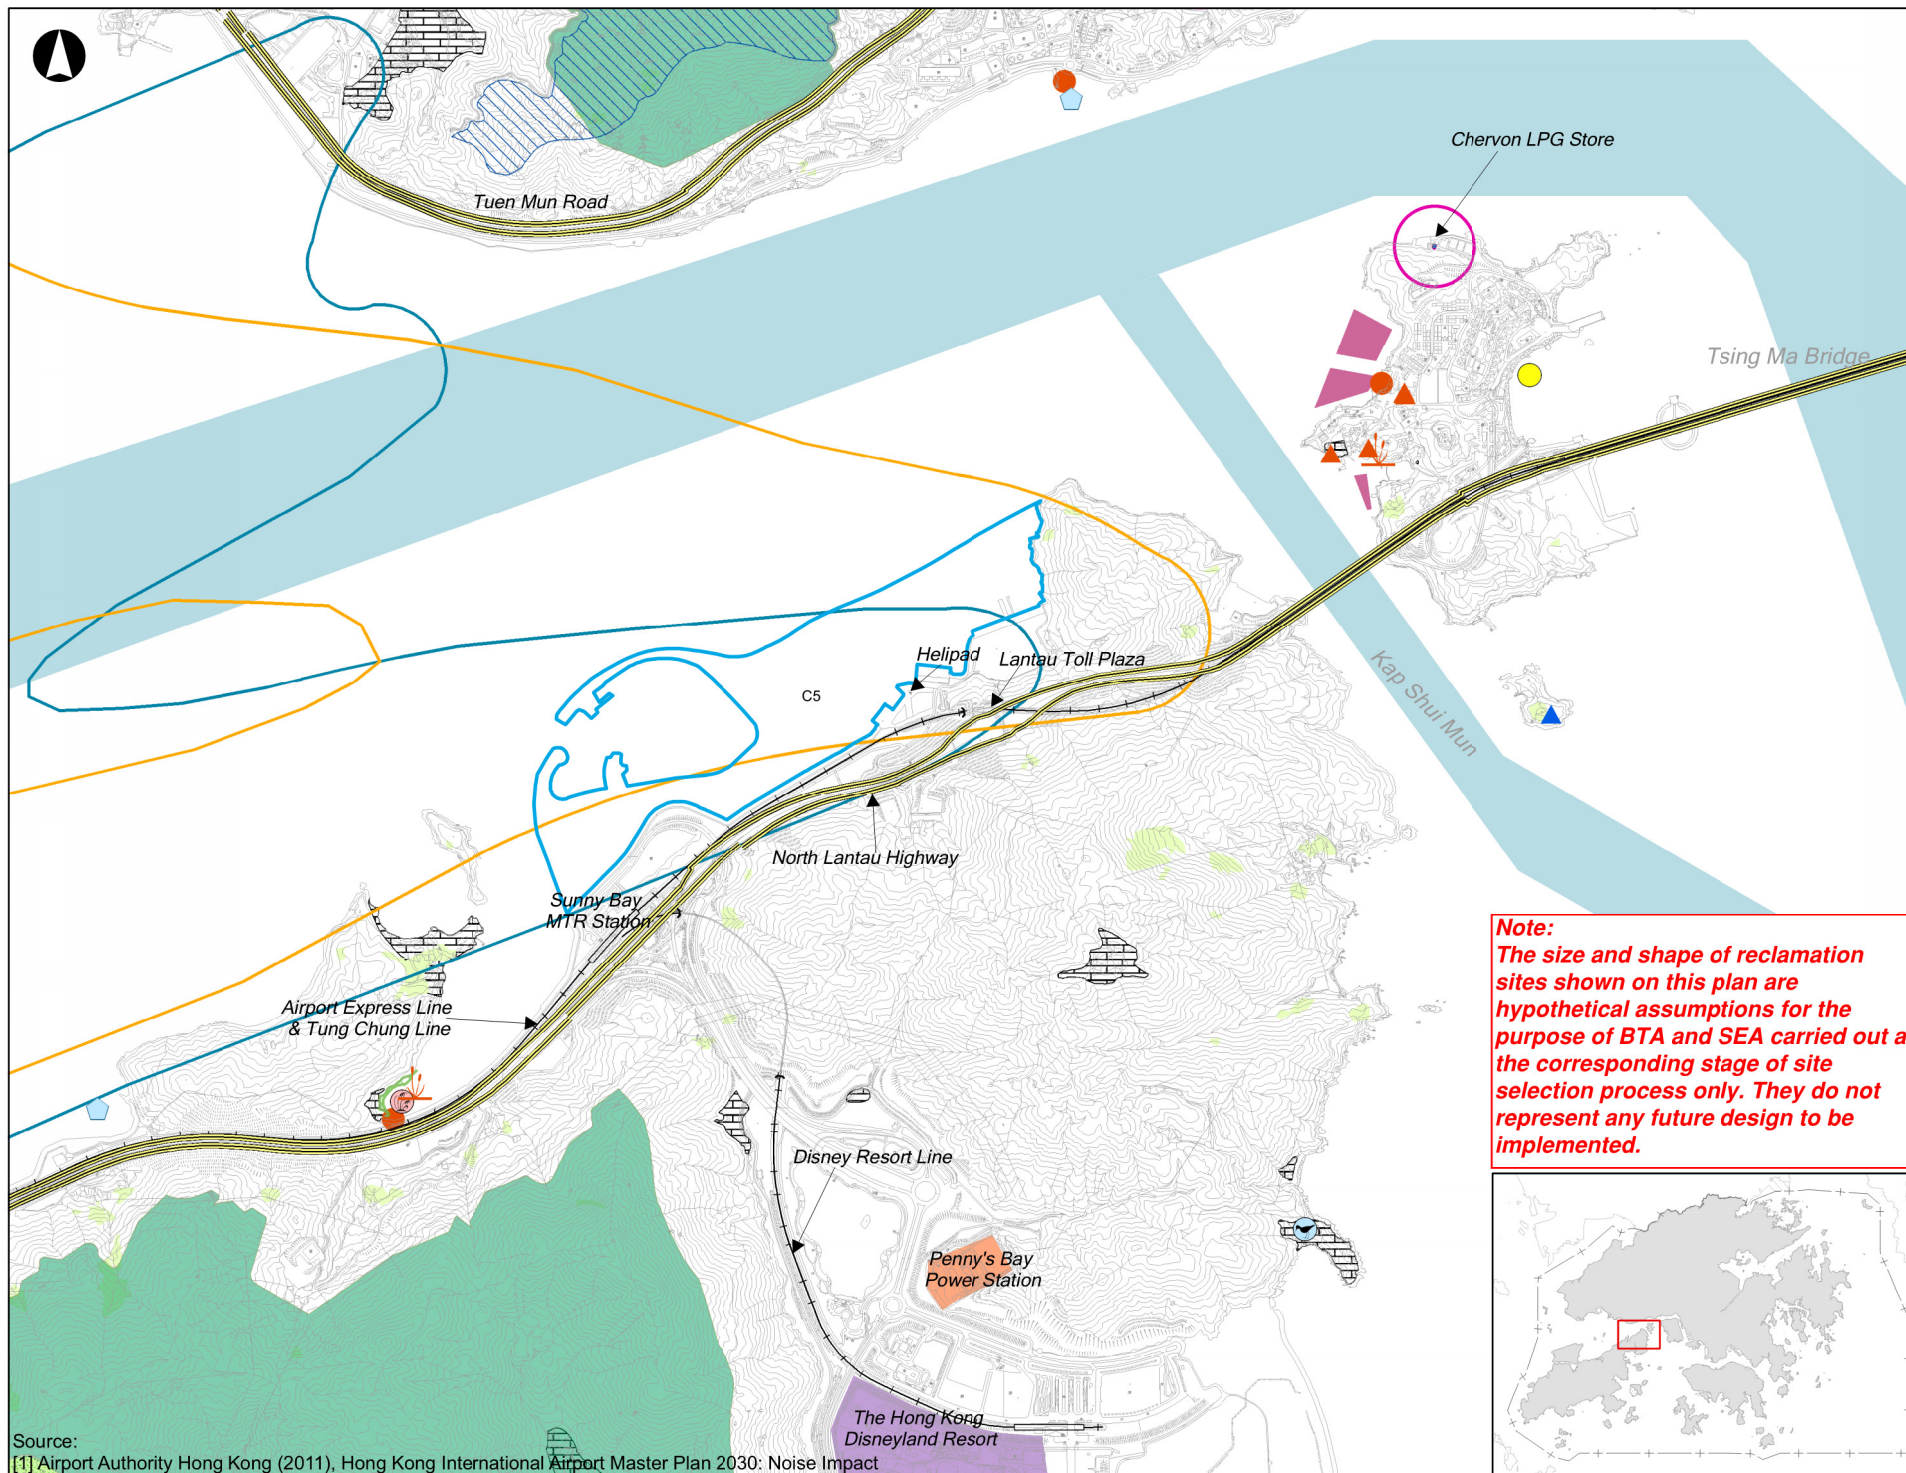 Chervon LPG Store
Tuen Mun Road
Tsing Ma Bridge
Helipad
Lantau Toll Plaza
C5
Kap Shui Mun
North Lantau Highway
Sunny Bay
MTR Station
Airport Express Line
& Tung Chung Line
Disney Resort Line
Penny's Bay
Power Station
The Hong Kong
Disneyland Resort
Note:
The size and shape of reclamation
sites shown on this plan are
hypothetical assumptions for the
purpose of BTA and SEA carried out a
the corresponding stage of site
selection process only. They do not
represent any future design to be
implemented.
Source:
[1] Airport Authority Hong Kong (2011), Hong Kong International Airport Master Plan 2030: Noise Impact